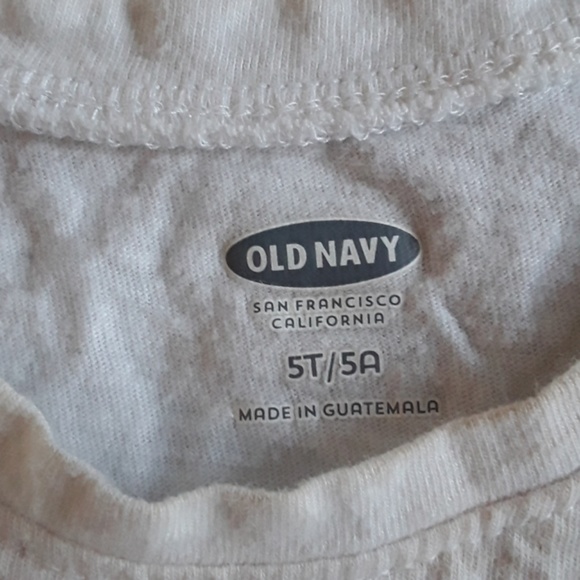 OLD NAVY
SAN FRANCISCO
CALIFORNIA
5T/5A
MADE IN GUATEMALA